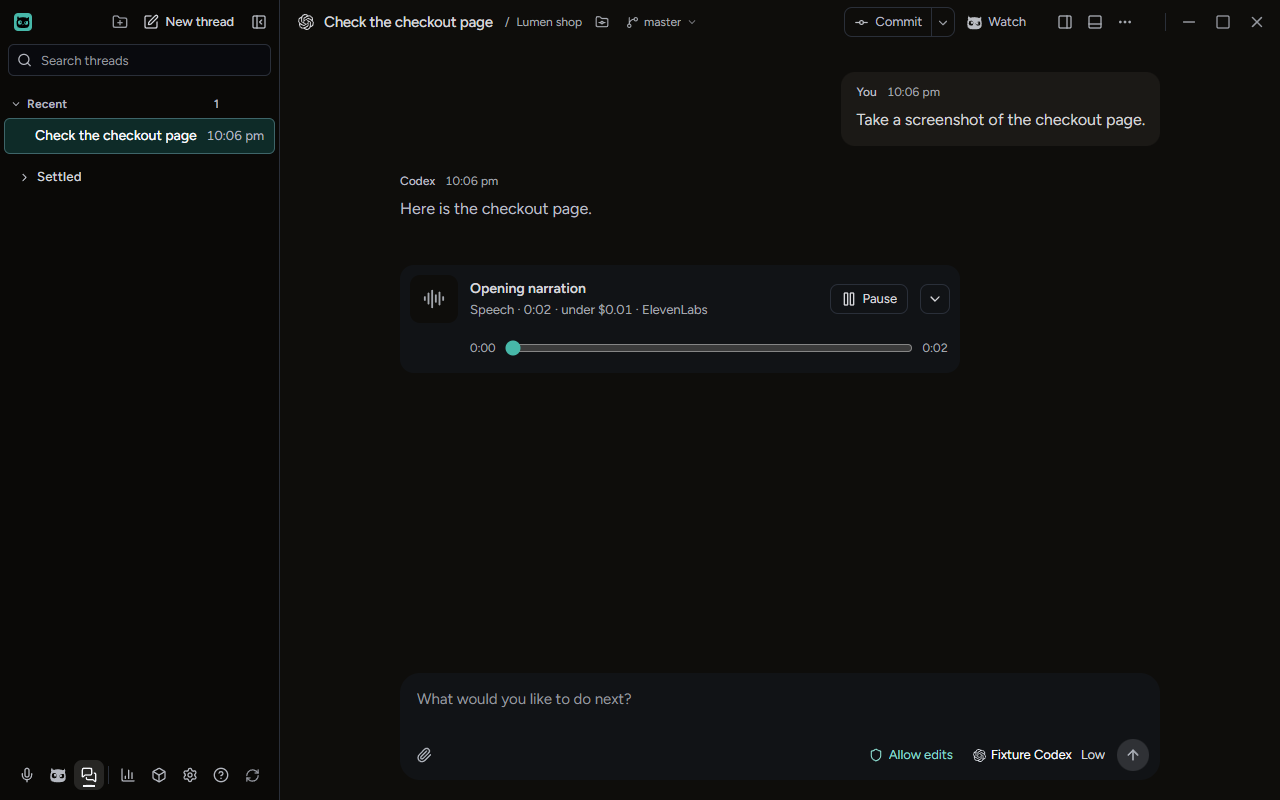 New thread
Search threads
Recent 1
Check the checkout page 10:06 pm
Settled
Check the checkout page / Lumen shop master
Commit
Watch
You 10:06 pm
Take a screenshot of the checkout page.
Codex 10:06 pm
Here is the checkout page.
Opening narration
Speech · 0:02 · under $0.01 · ElevenLabs
Pause
0:00 0:02
What would you like to do next?
Allow edits Fixture Codex Low